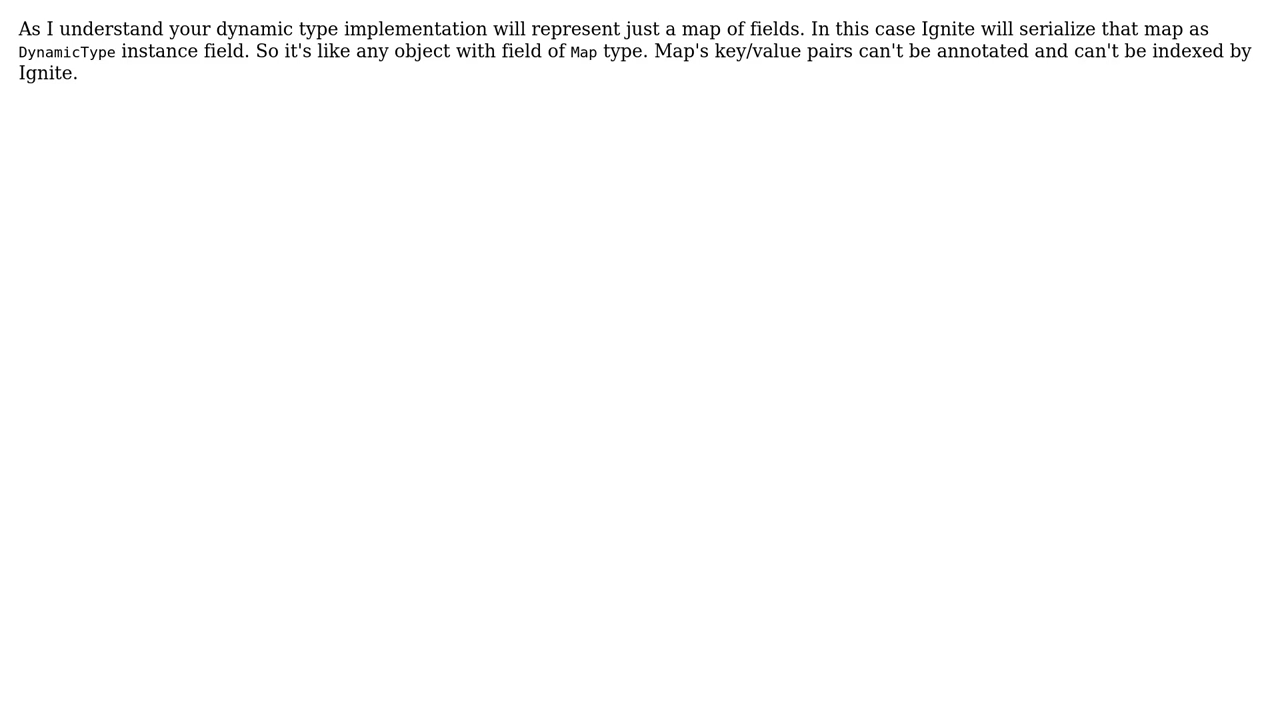 As I understand your dynamic type implementation will represent just a map of fields. In this case Ignite will serialize that map as
DynamicType instance field. So it's like any object with field of Map type. Map's key/value pairs can't be annotated and can't be indexed by
Ignite.